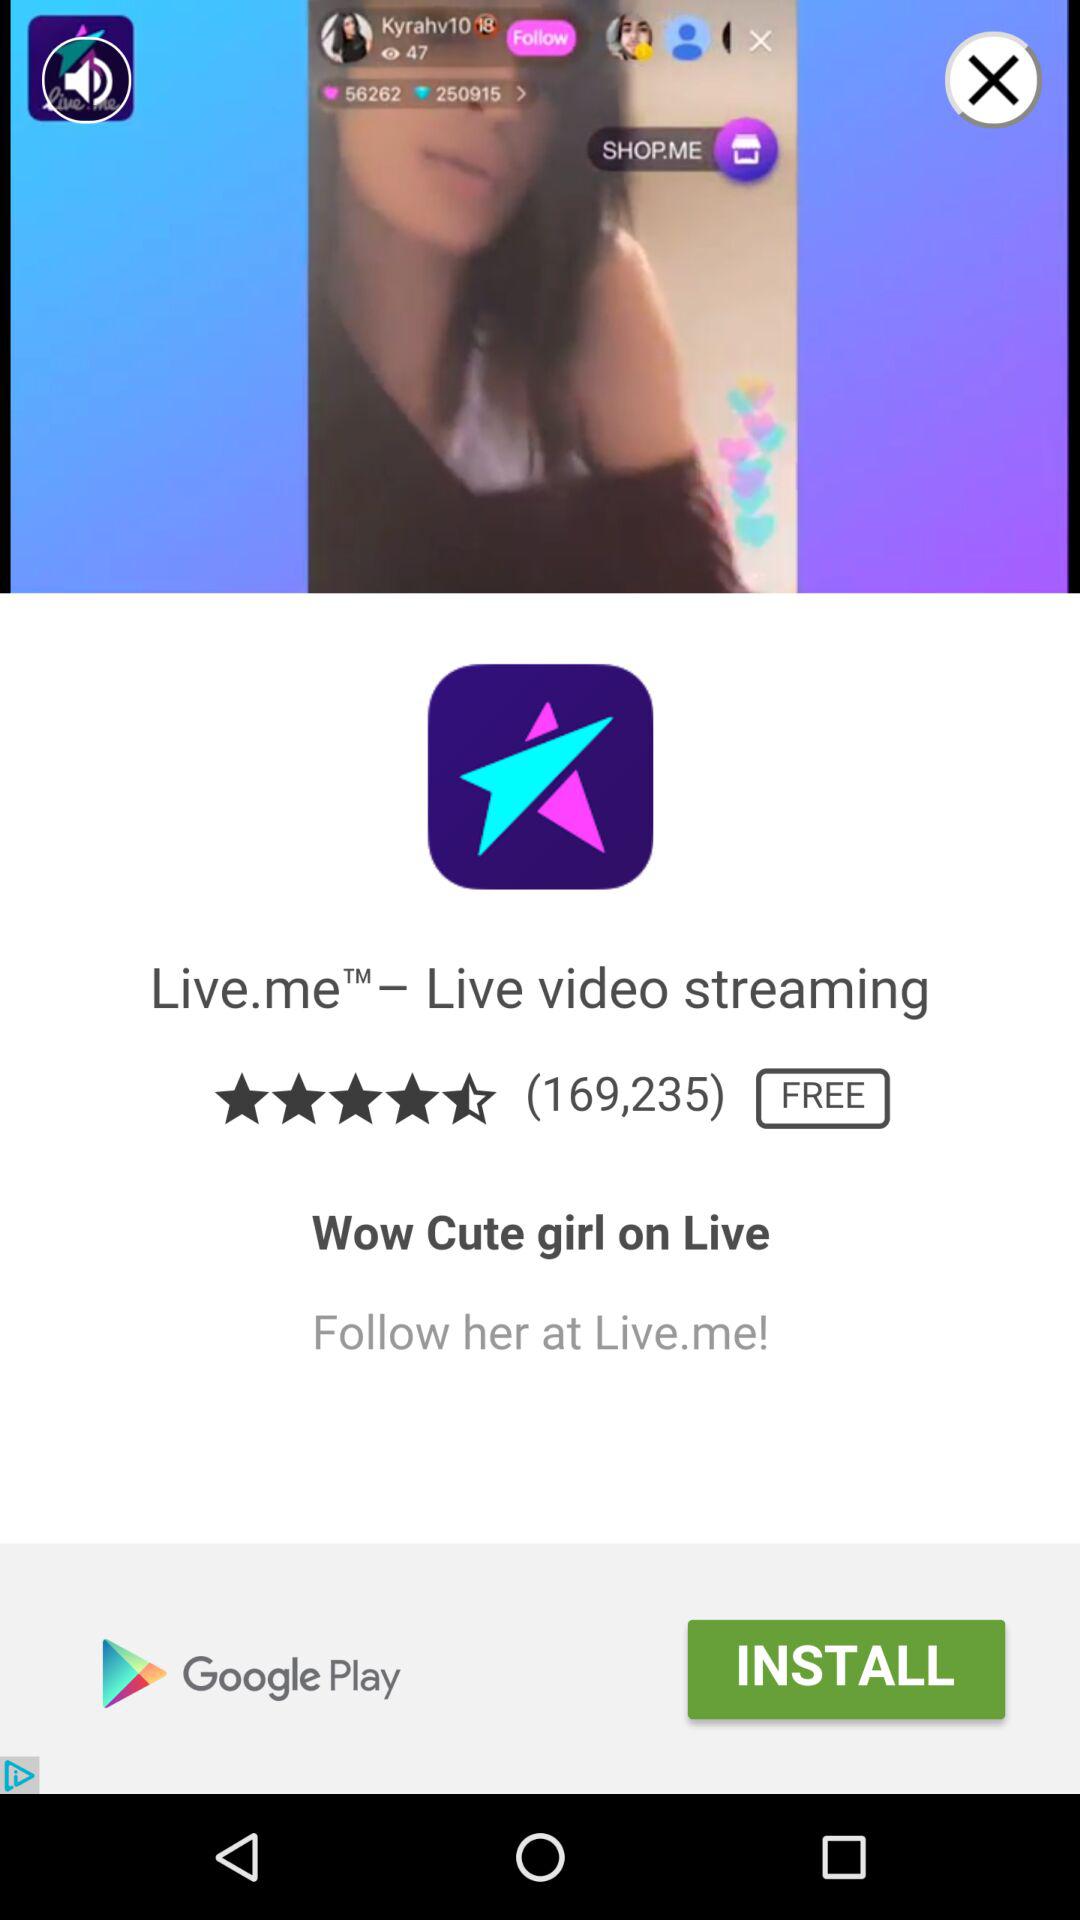 Kyrahv10 🔞
47
Follow
56262 250915 >
SHOP.ME
Live.me
Live.me™– Live video streaming
(169,235)
FREE
Wow Cute girl on Live
Follow her at Live.me!
Google Play
INSTALL